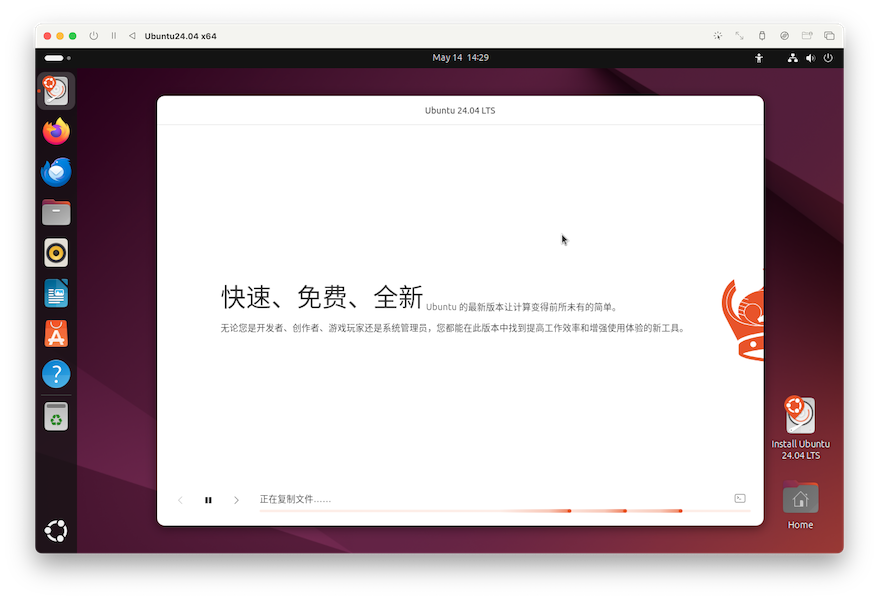 Ubuntu24.04 x64
May 14 14:29
Ubuntu 24.04 LTS
快速、免费、全新 Ubuntu 的最新版本让计算变得前所未有的简单。
无论您是开发者、创作者、游戏玩家还是系统管理员，您都能在此版本中找到提高工作效率和增强使用体验的新工具。
正在复制文件……
Install Ubuntu
24.04 LTS
Home